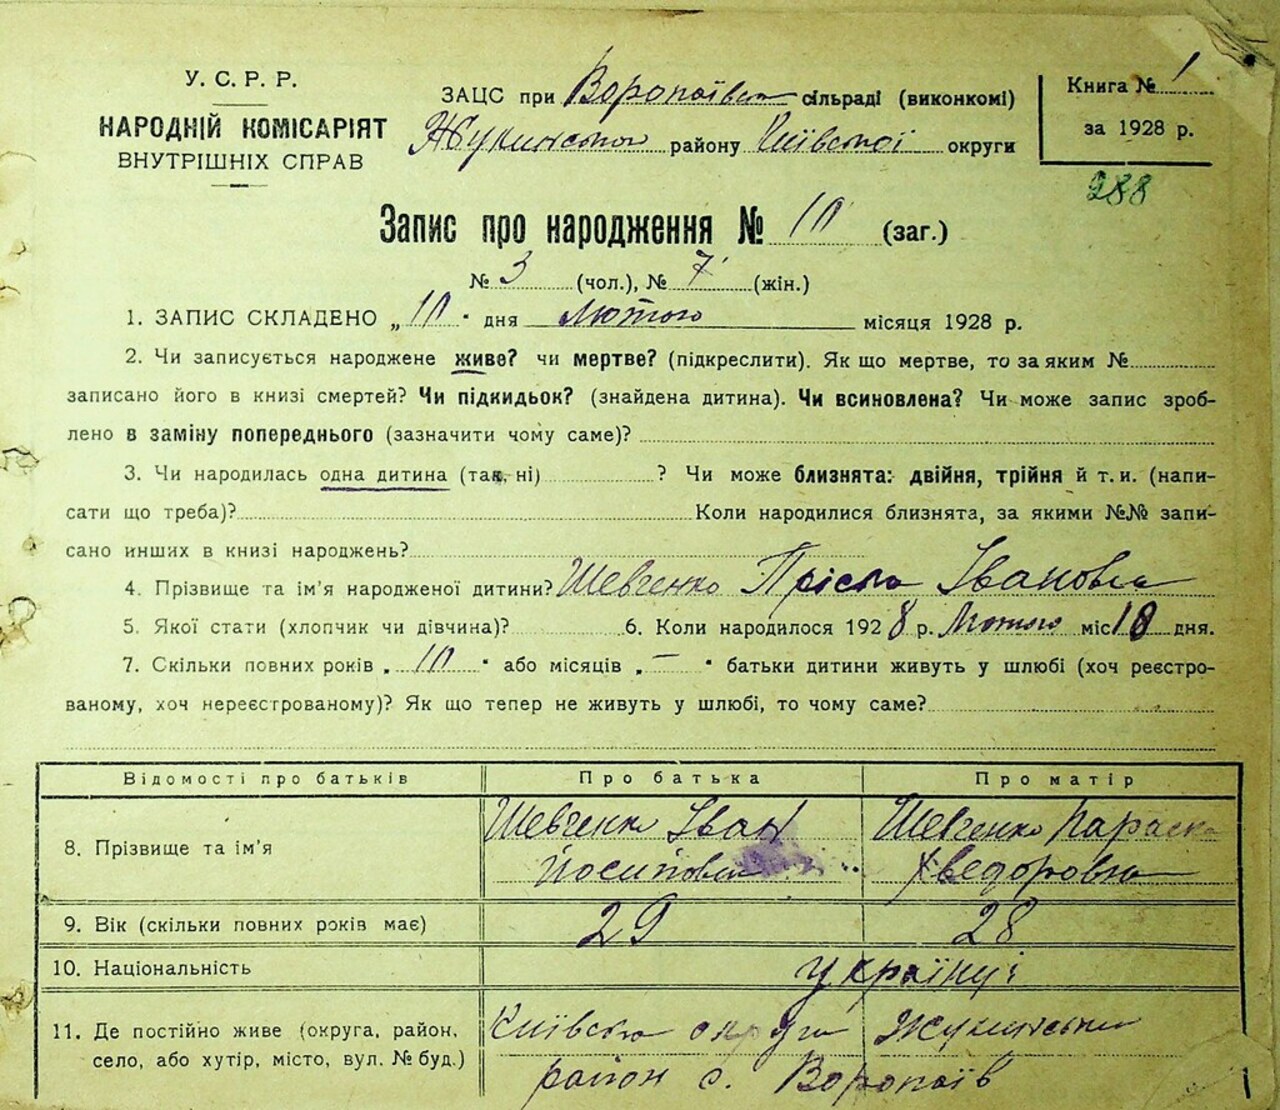 У. С. Р. Р.
НАРОДНІЙ КОМІСАРІЯТ
ВНУТРІШНІХ СПРАВ
ЗАЦС при Воропаївськ сільраді (виконкомі)
Жукинського району Київської округи
Книга № 1
за 1928 р.
288
Запис про народження № 10 (заг.)
№ 3 (чол.), № 7 (жін.)
1. ЗАПИС СКЛАДЕНО „10" дня лютого місяця 1928 р.
2. Чи записується народжене живе? чи мертве? (підкреслити). Як що мертве, то за яким №
записано його в книзі смертей? Чи підкидьок? (знайдена дитина). Чи всиновлена? Чи може запис зроб-
лено в заміну попереднього (зазначити чому саме)?
3. Чи народилась одна дитина (так, ні) ? Чи може близнята: двійня, трійня й т. и. (напи-
сати що треба)? Коли народилися близнята, за якими №№ запи-
сано инших в книзі народжень?
4. Прізвище та ім'я народженої дитини? Шевченко Пріська Івановна
5. Якої стати (хлопчик чи дівчина)? 6. Коли народилося 1928 р. Лютого міс 10 дня.
7. Скільки повних років „10" або місяців „—" батьки дитини живуть у шлюбі (хоч реєстро-
ваному, хоч нереєстрованому)? Як що тепер не живуть у шлюбі, то чому саме?
Відомості про батьків Про батька Про матір
8. Прізвище та ім'я Шевченко Іван Йосипович Шевченко Параска Хведоровна
9. Вік (скільки повних років має) 29 28
10. Національність українці
11. Де постійно живе (округа, район, Київська округа Жукинський
село, або хутір, місто, вул. № буд.) район с. Воропаїв